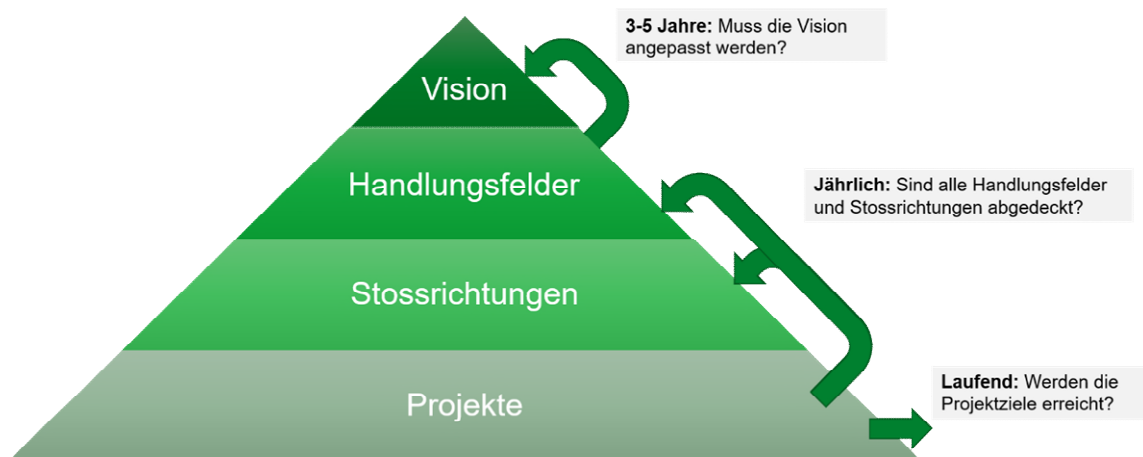 3-5 Jahre: Muss die Vision
angepasst werden?
Vision
Handlungsfelder
Jährlich: Sind alle Handlungsfelder
und Stossrichtungen abgedeckt?
Stossrichtungen
Laufend: Werden die
Projektziele erreicht?
Projekte